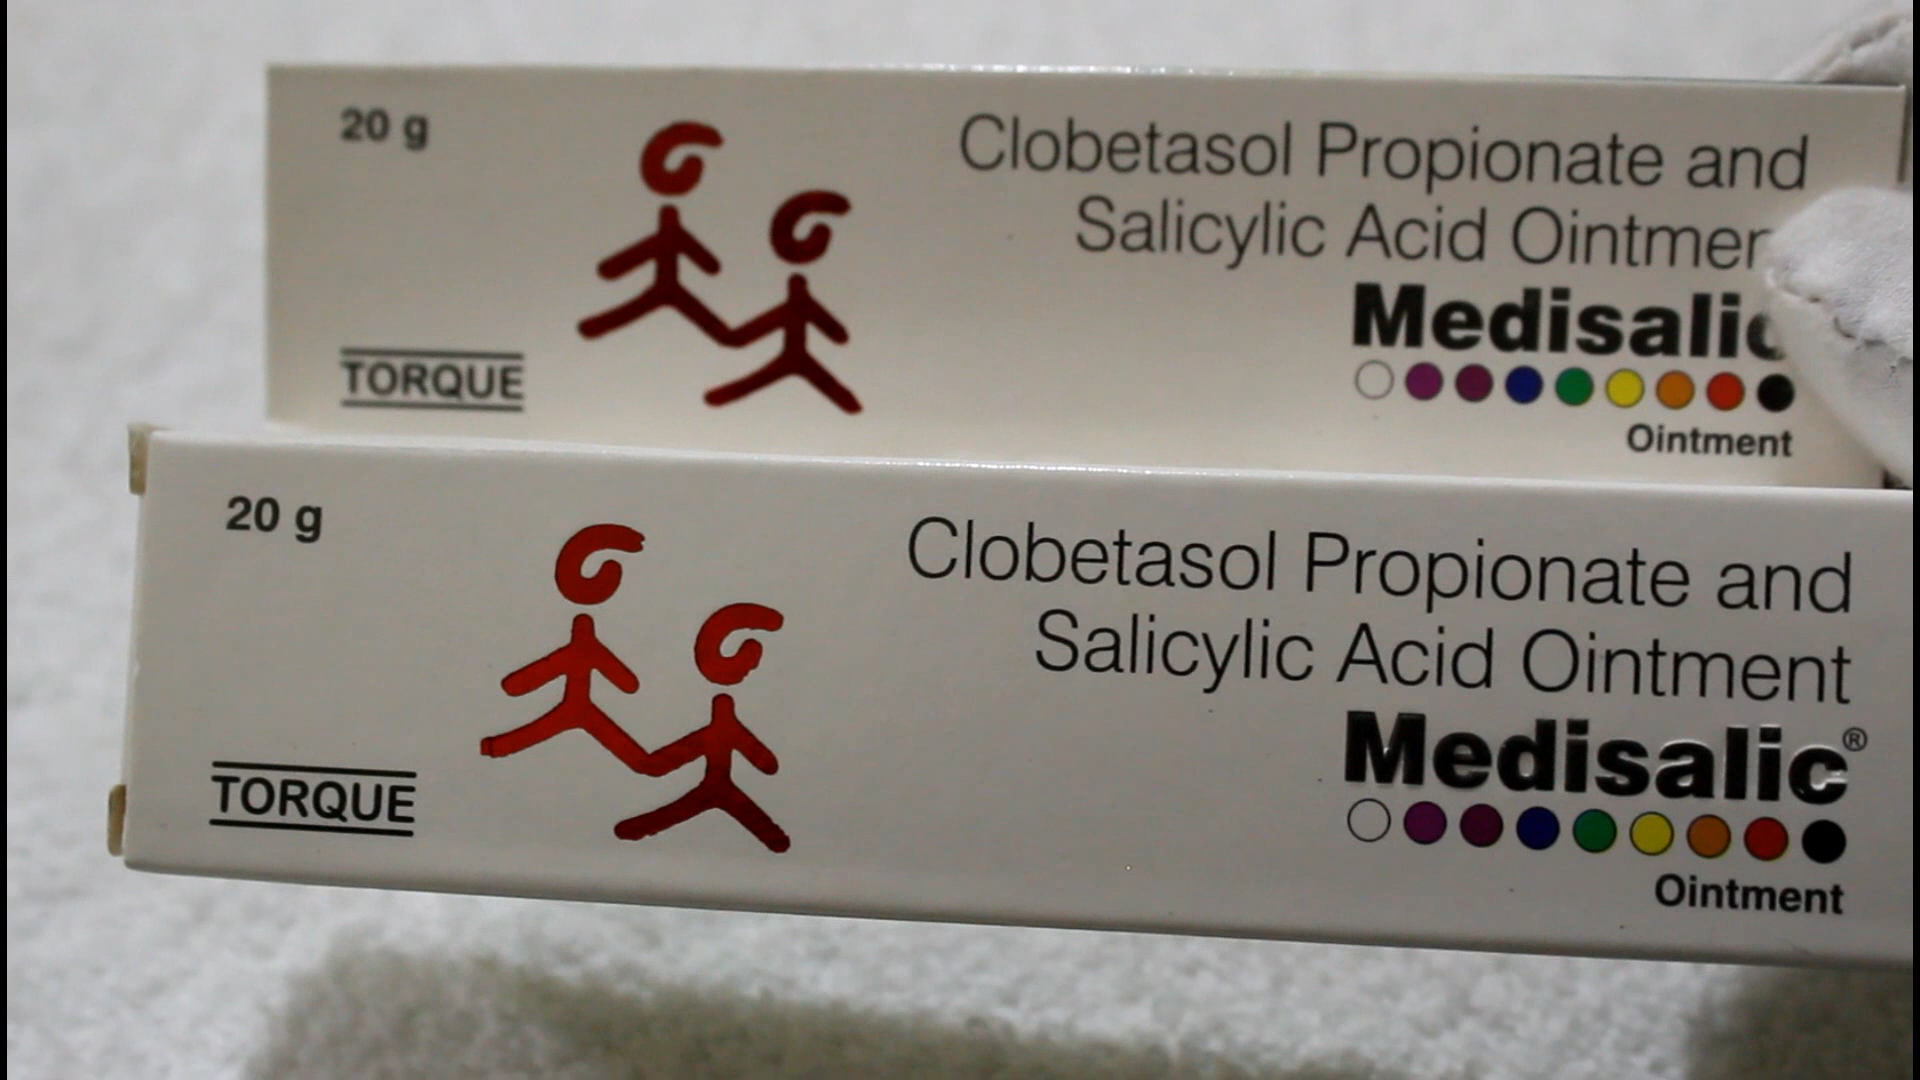 20 g
Clobetasol Propionate and
Salicylic Acid
Medisalic
TORQUE
Ointment
20 g
Clobetasol Propionate and
Salicylic Acid Ointment
Medisalic®
TORQUE
Ointment